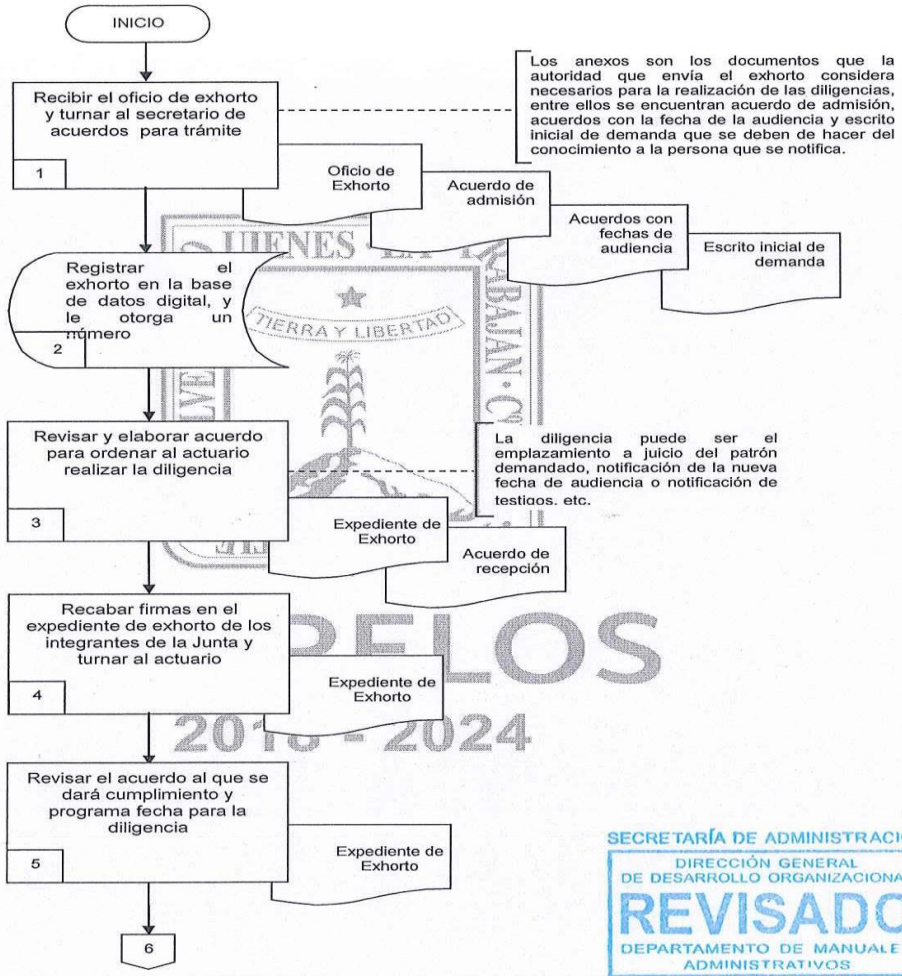 INICIO
Recibir el oficio de exhorto
y turnar al secretario de
acuerdos para trámite
1
Los anexos son los documentos que la
autoridad que envía el exhorto considera
necesarios para la realización de las diligencias,
entre ellos se encuentran acuerdo de admisión,
acuerdos con la fecha de la audiencia y escrito
inicial de demanda que se deben de hacer del
conocimiento a la persona que se notifica.
Oficio de
Exhorto
Acuerdo de
admisión
Acuerdos con
fechas de
audiencia
Escrito inicial de
demanda
Registrar el
exhorto en la base
de datos digital, y
le otorga un
número
2
TIERRA Y LIBERTAD
Revisar y elaborar acuerdo
para ordenar al actuario
realizar la diligencia
3
La diligencia puede ser el
emplazamiento a juicio del patrón
demandado, notificación de la nueva
fecha de audiencia o notificación de
testigos, etc.
Expediente de
Exhorto
Acuerdo de
recepción
Recabar firmas en el
expediente de exhorto de los
integrantes de la Junta y
turnar al actuario
4
Expediente de
Exhorto
RELOS
2018 - 2024
Revisar el acuerdo al que se
dará cumplimiento y
programa fecha para la
diligencia
5
Expediente de
Exhorto
6
SECRETARÍA DE ADMINISTRACIÓ
DIRECCIÓN GENERAL
DE DESARROLLO ORGANIZACIONA
REVISADO
DEPARTAMENTO DE MANUALE
ADMINISTRATIVOS